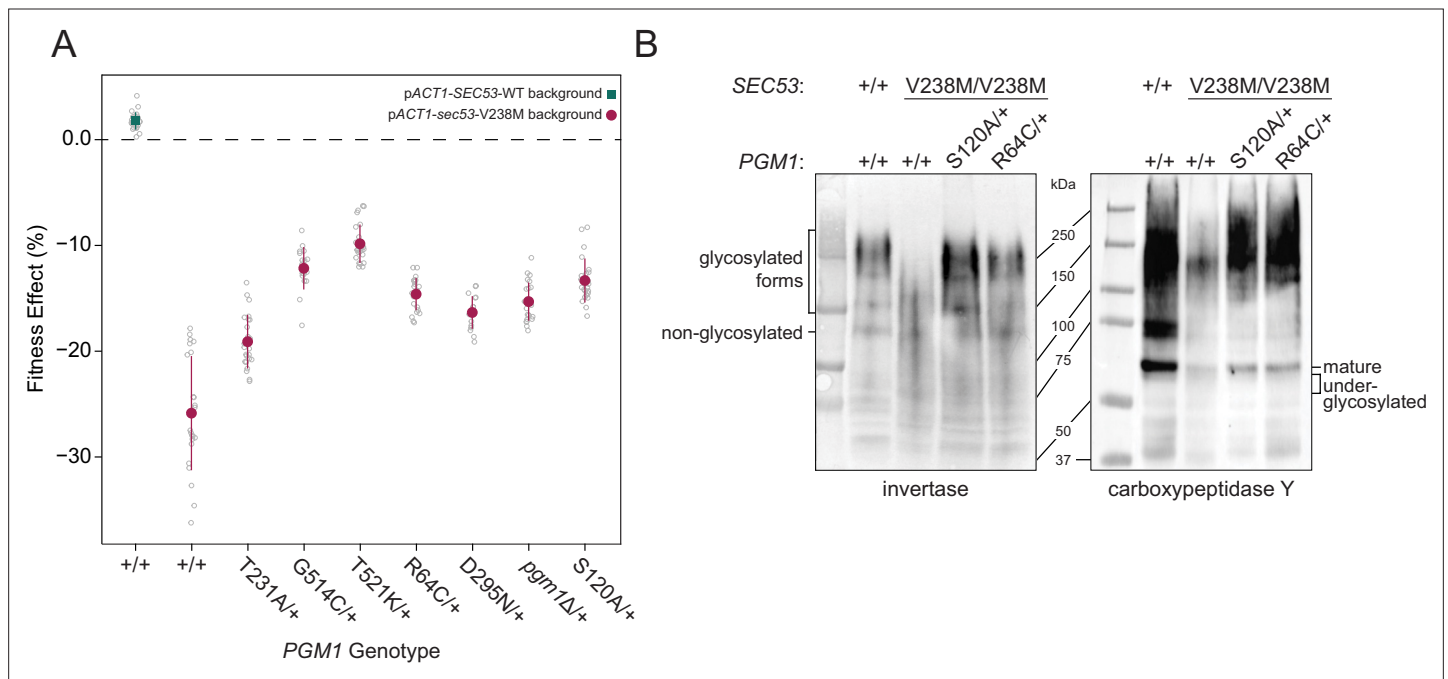 A
pACT1-SEC53-WT background
pACT1-sec53-V238M background
0.0
−10
−20
−30
Fitness Effect (%)
+/+
+/+
T231A/+
G514C/+
T521K/+
R64C/+
D295N/+
pgm1Δ/+
S120A/+
PGM1 Genotype
B
SEC53: +/+ V238M/V238M +/+ V238M/V238M
PGM1: +/+ +/+ S120A/+ R64C/+ +/+ +/+ S120A/+ R64C/+
kDa
250
150
100
75
50
37
glycosylated
forms
non-glycosylated
mature
under-
glycosylated
invertase
carboxypeptidase Y